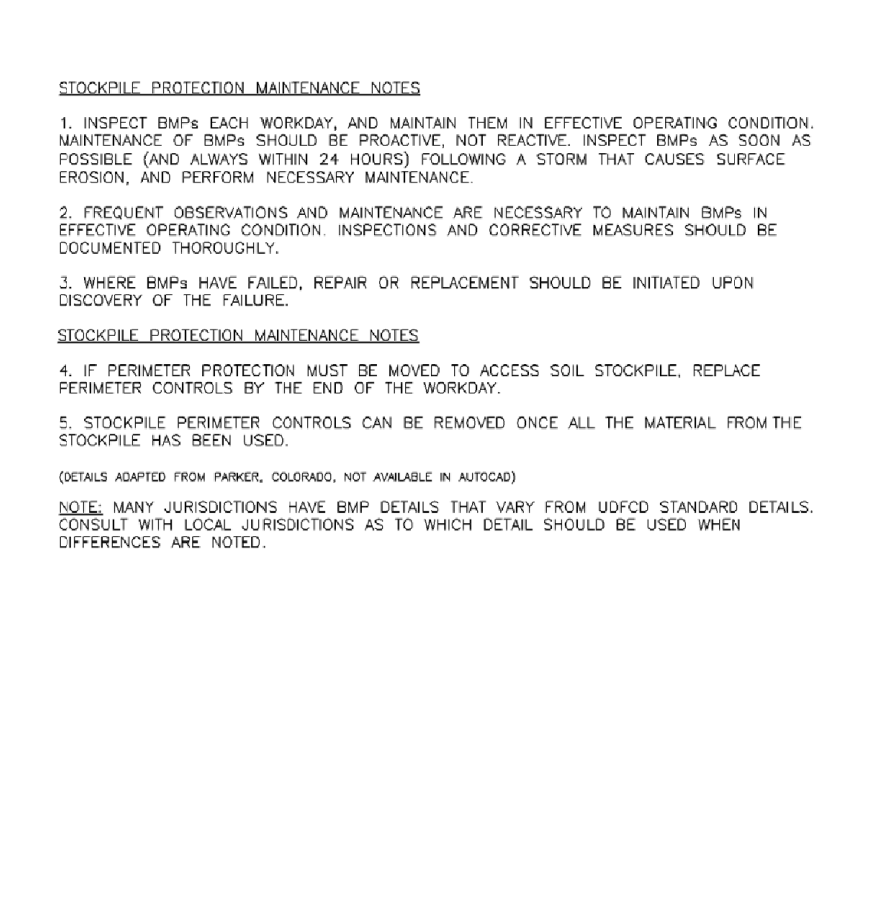 STOCKPILE PROTECTION MAINTENANCE NOTES
1. INSPECT BMPs EACH WORKDAY, AND MAINTAIN THEM IN EFFECTIVE OPERATING CONDITION.
MAINTENANCE OF BMPs SHOULD BE PROACTIVE, NOT REACTIVE. INSPECT BMPs AS SOON AS
POSSIBLE (AND ALWAYS WITHIN 24 HOURS) FOLLOWING A STORM THAT CAUSES SURFACE
EROSION, AND PERFORM NECESSARY MAINTENANCE.
2. FREQUENT OBSERVATIONS AND MAINTENANCE ARE NECESSARY TO MAINTAIN BMPs IN
EFFECTIVE OPERATING CONDITION. INSPECTIONS AND CORRECTIVE MEASURES SHOULD BE
DOCUMENTED THOROUGHLY.
3. WHERE BMPs HAVE FAILED, REPAIR OR REPLACEMENT SHOULD BE INITIATED UPON
DISCOVERY OF THE FAILURE.
STOCKPILE PROTECTION MAINTENANCE NOTES
4. IF PERIMETER PROTECTION MUST BE MOVED TO ACCESS SOIL STOCKPILE, REPLACE
PERIMETER CONTROLS BY THE END OF THE WORKDAY.
5. STOCKPILE PERIMETER CONTROLS CAN BE REMOVED ONCE ALL THE MATERIAL FROM THE
STOCKPILE HAS BEEN USED.
(DETAILS ADAPTED FROM PARKER, COLORADO, NOT AVAILABLE IN AUTOCAD)
NOTE: MANY JURISDICTIONS HAVE BMP DETAILS THAT VARY FROM UDFCD STANDARD DETAILS.
CONSULT WITH LOCAL JURISDICTIONS AS TO WHICH DETAIL SHOULD BE USED WHEN
DIFFERENCES ARE NOTED.